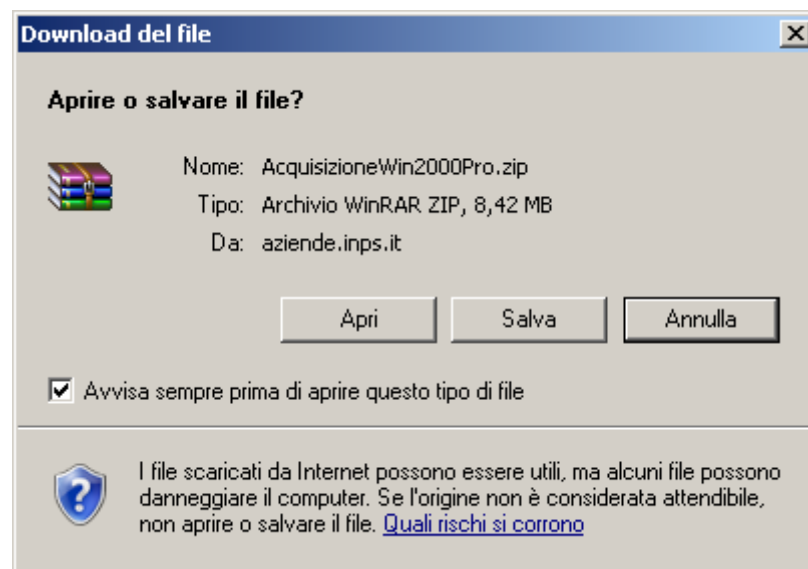 Download del file
Aprire o salvare il file?
Nome: AcquisizioneWin2000Pro.zip
Tipo: Archivio WinRAR ZIP, 8,42 MB
Da: aziende.inps.it
Apri Salva Annulla
Avvisa sempre prima di aprire questo tipo di file
I file scaricati da Internet possono essere utili, ma alcuni file possono
danneggiare il computer. Se l'origine non è considerata attendibile,
non aprire o salvare il file. Quali rischi si corrono